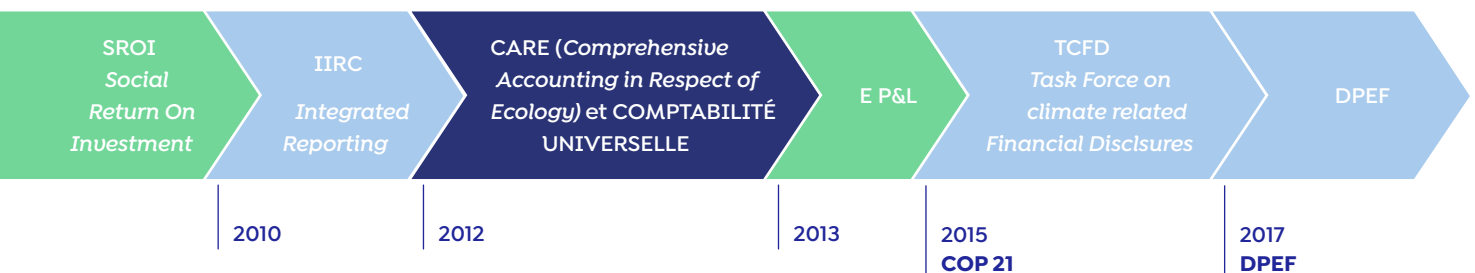 SROI
Social
Return On
Investment
IIRC
Integrated
Reporting
CARE (Comprehensive
Accounting in Respect of
Ecology) et COMPTABILITÉ
UNIVERSELLE
E P&L
TCFD
Task Force on
climate related
Financial Disclsures
DPEF
2010
2012
2013
2015
COP 21
2017
DPEF